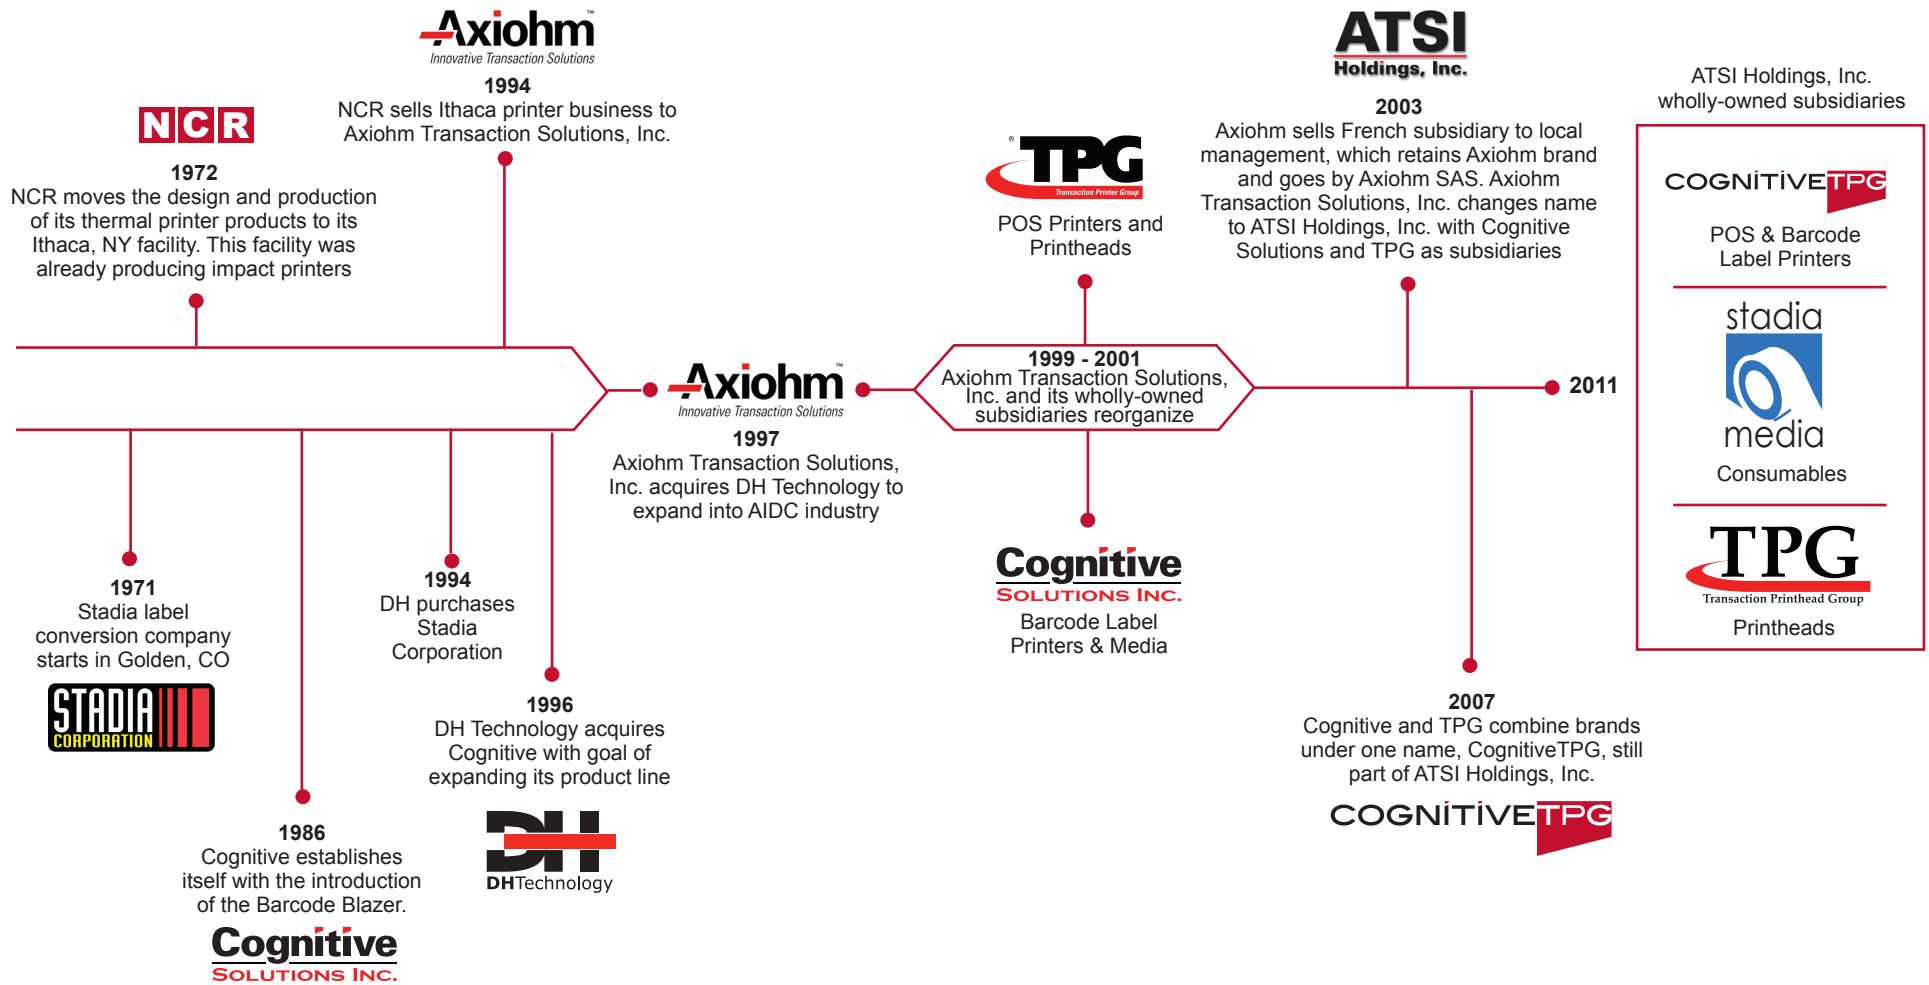 Axiohm™
Innovative Transaction Solutions
1994
NCR sells Ithaca printer business to
Axiohm Transaction Solutions, Inc.
NCR
1972
NCR moves the design and production
of its thermal printer products to its
Ithaca, NY facility. This facility was
already producing impact printers
1971
Stadia label
conversion company
starts in Golden, CO
STADIA
CORPORATION
1986
Cognitive establishes
itself with the introduction
of the Barcode Blazer.
Cognitive
SOLUTIONS INC.
1994
DH purchases
Stadia
Corporation
1996
DH Technology acquires
Cognitive with goal of
expanding its product line
DH
DHTechnology
Axiohm™
Innovative Transaction Solutions
1997
Axiohm Transaction Solutions,
Inc. acquires DH Technology to
expand into AIDC industry
® TPG
Transaction Printer Group
POS Printers and
Printheads
1999 - 2001
Axiohm Transaction Solutions,
Inc. and its wholly-owned
subsidiaries reorganize
Cognitive
SOLUTIONS INC.
Barcode Label
Printers & Media
ATSI
Holdings, Inc.
2003
Axiohm sells French subsidiary to local
management, which retains Axiohm brand
and goes by Axiohm SAS. Axiohm
Transaction Solutions, Inc. changes name
to ATSI Holdings, Inc. with Cognitive
Solutions and TPG as subsidiaries
2007
Cognitive and TPG combine brands
under one name, CognitiveTPG, still
part of ATSI Holdings, Inc.
COGNiTiVETPG
2011
ATSI Holdings, Inc.
wholly-owned subsidiaries
COGNiTiVETPG
POS & Barcode
Label Printers
stadia
media
Consumables
TPG
Transaction Printhead Group
Printheads